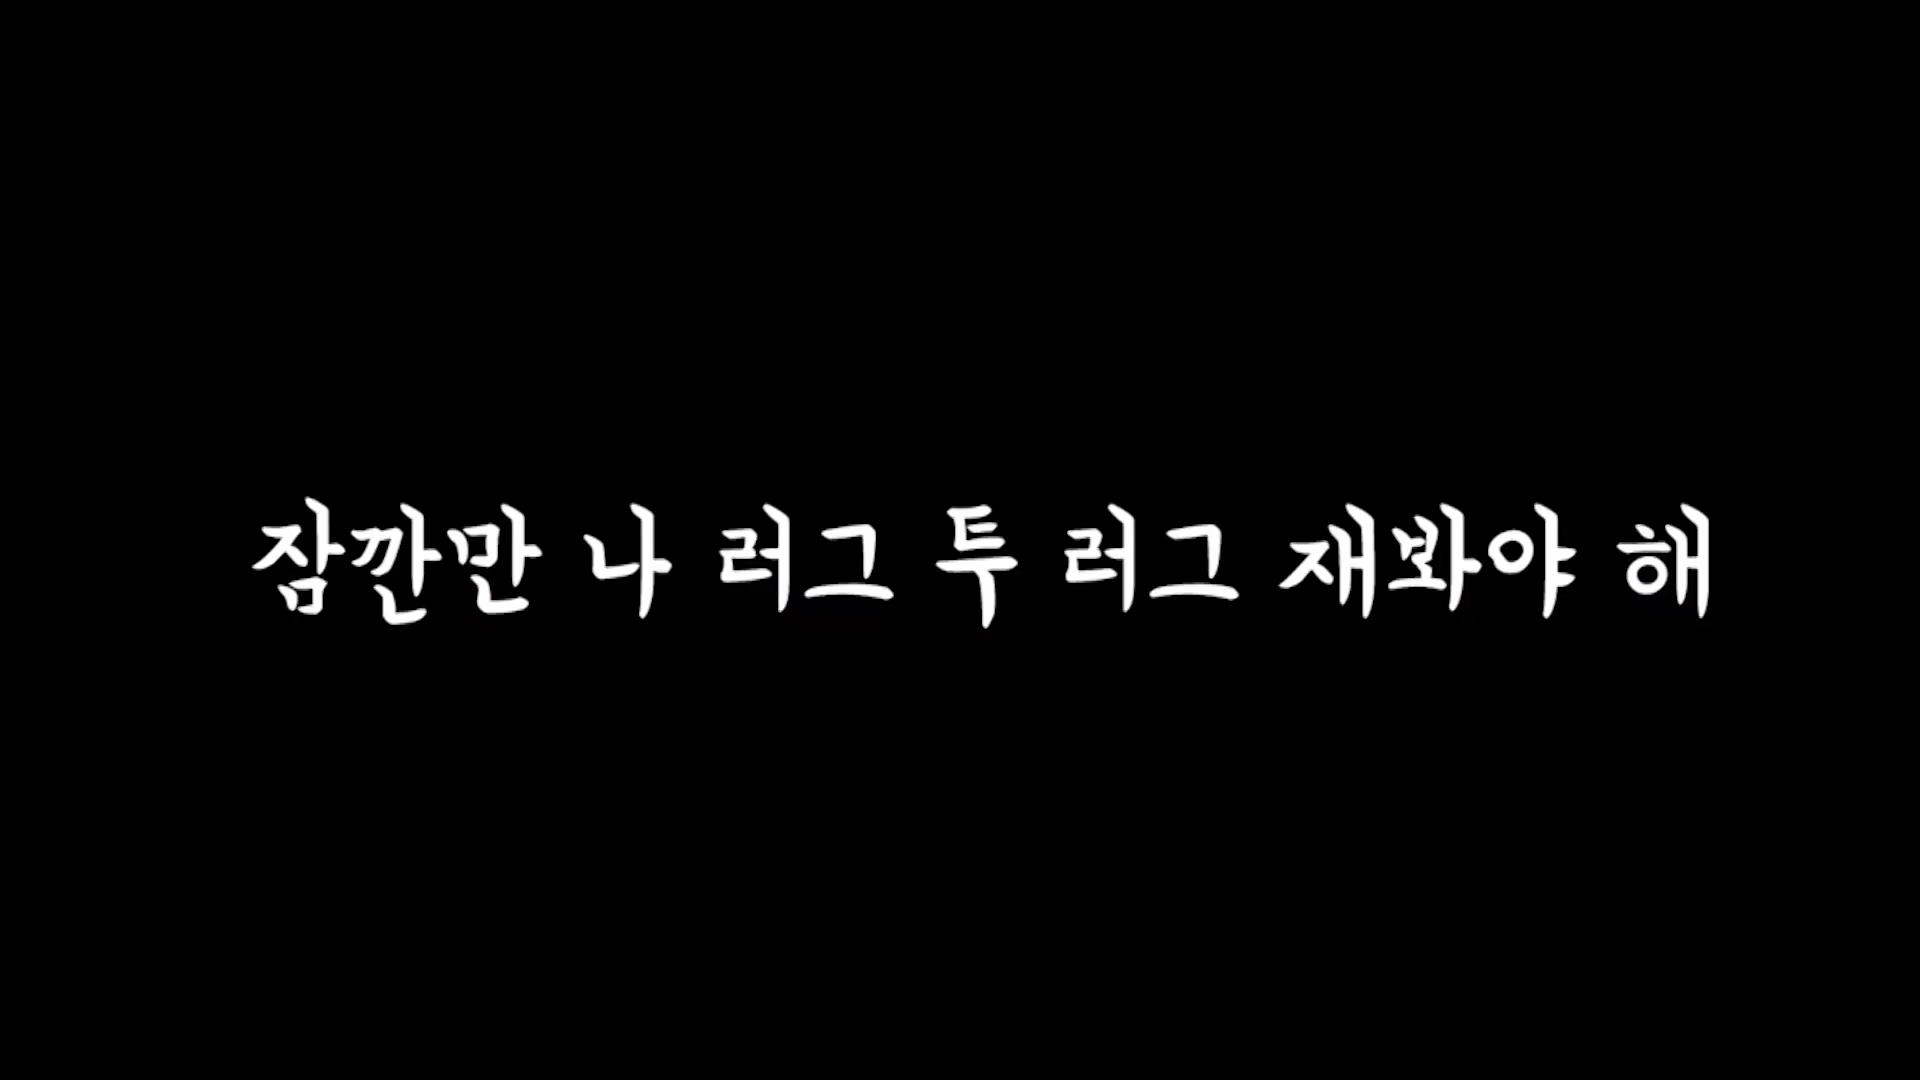 잠깐만 나 러그 투 러그 재봐야 해